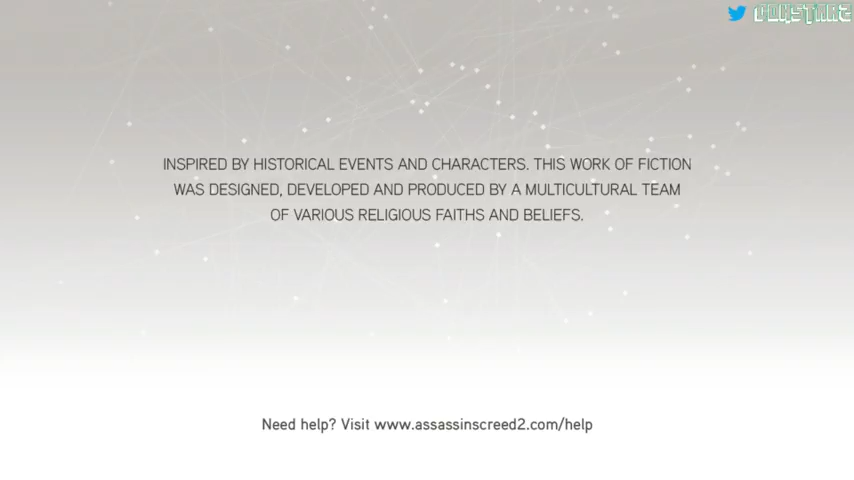 INSPIRED BY HISTORICAL EVENTS AND CHARACTERS. THIS WORK OF FICTION
WAS DESIGNED, DEVELOPED AND PRODUCED BY A MULTICULTURAL TEAM
OF VARIOUS RELIGIOUS FAITHS AND BELIEFS.
Need help? Visit www.assassinscreed2.com/help